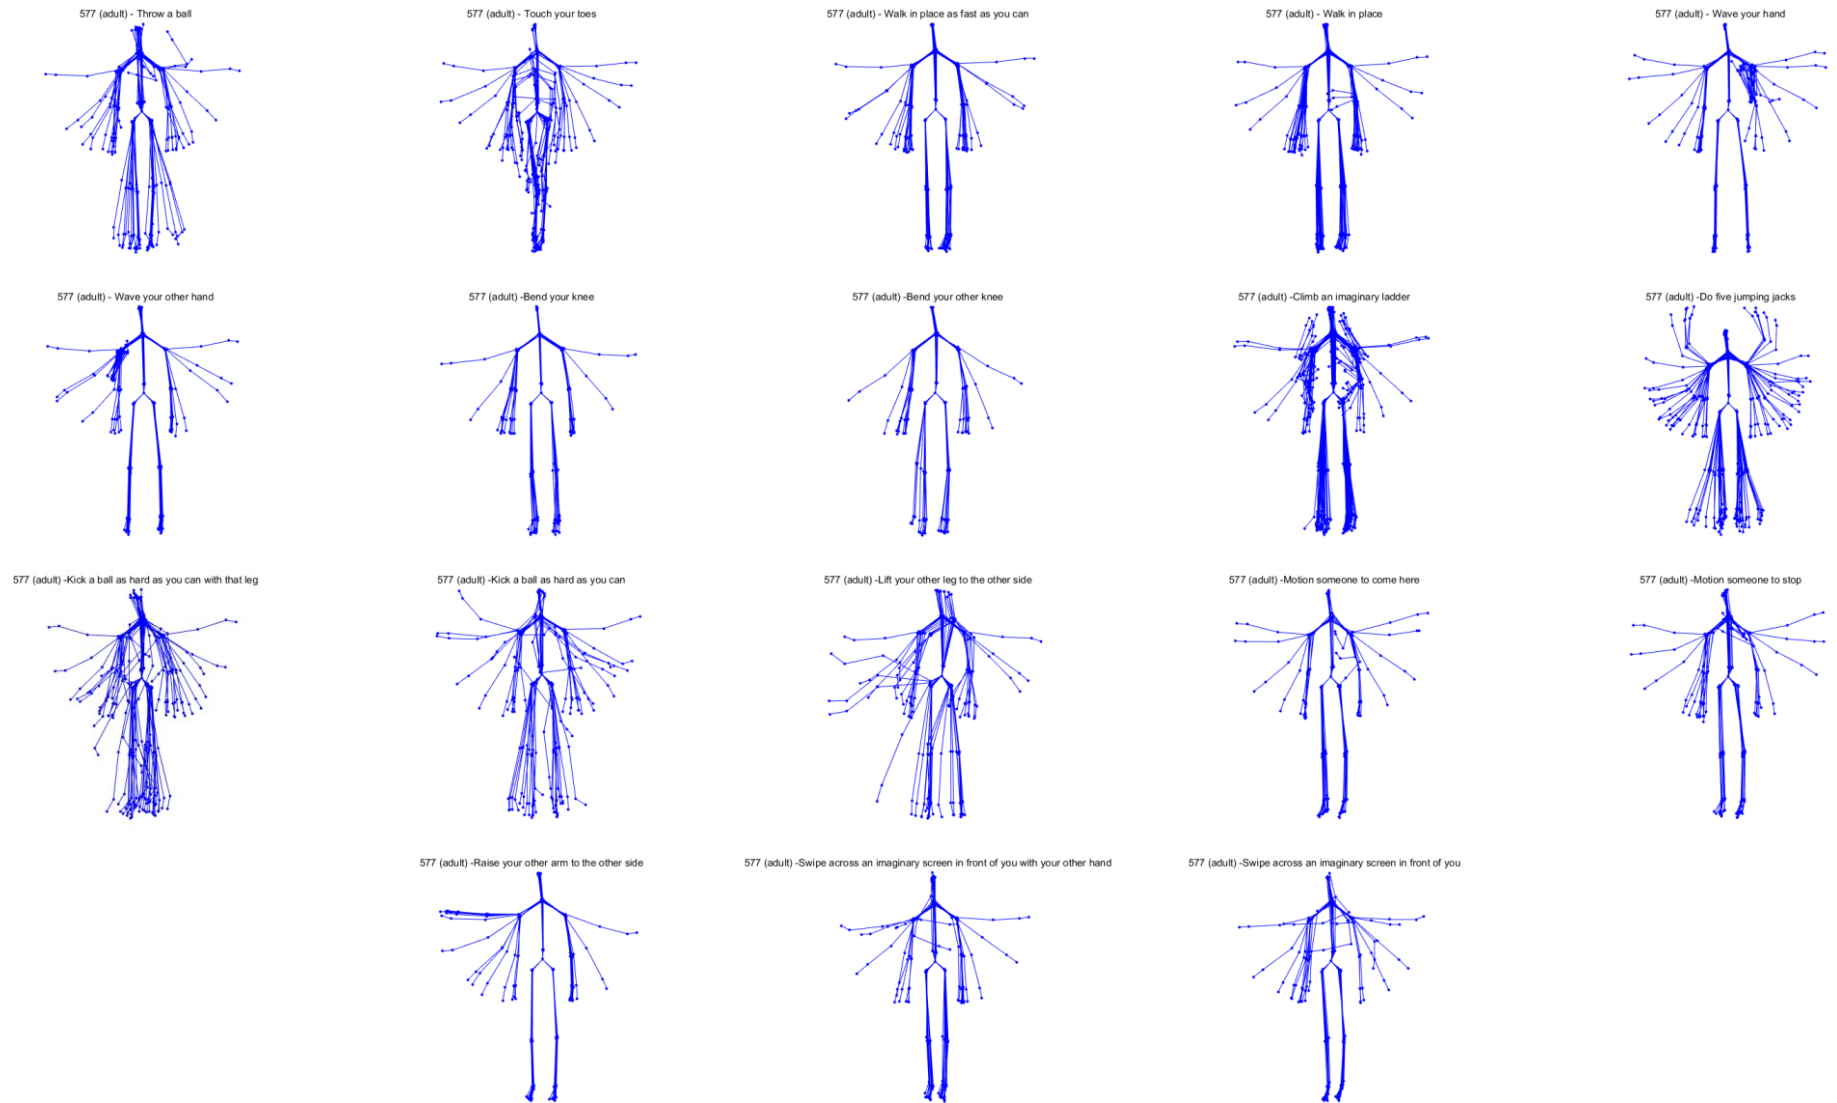 577 (adult) - Throw a ball
577 (adult) - Touch your toes
577 (adult) - Walk in place as fast as you can
577 (adult) - Walk in place
577 (adult) - Wave your hand
577 (adult) - Wave your other hand
577 (adult) -Bend your knee
577 (adult) -Bend your other knee
577 (adult) -Climb an imaginary ladder
577 (adult) -Do five jumping jacks
577 (adult) -Kick a ball as hard as you can with that leg
577 (adult) -Kick a ball as hard as you can
577 (adult) -Lift your other leg to the other side
577 (adult) -Motion someone to come here
577 (adult) -Motion someone to stop
577 (adult) -Raise your other arm to the other side
577 (adult) -Swipe across an imaginary screen in front of you with your other hand
577 (adult) -Swipe across an imaginary screen in front of you